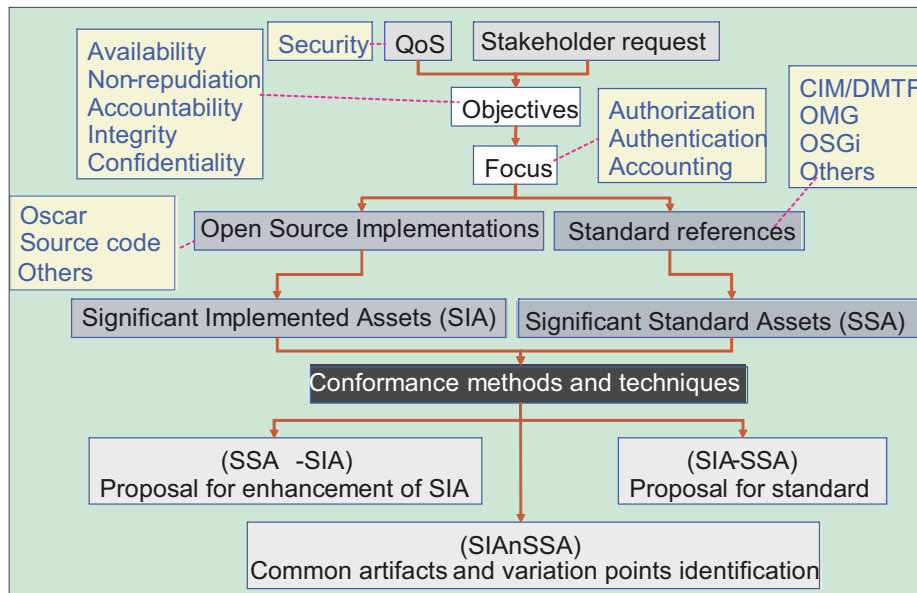 Availability
Non-repudiation
Accountability
Integrity
Confidentiality
Security
QoS
Stakeholder request
Objectives
Authorization
Authentication
Accounting
CIM/DMTF
OMG
OSGi
Others
Focus
Oscar
Source code
Others
Open Source Implementations
Standard references
Significant Implemented Assets (SIA)
Significant Standard Assets (SSA)
Conformance methods and techniques
(SSA -SIA)
Proposal for enhancement of SIA
(SIA-SSA)
Proposal for standard
(SIAnSSA)
Common artifacts and variation points identification